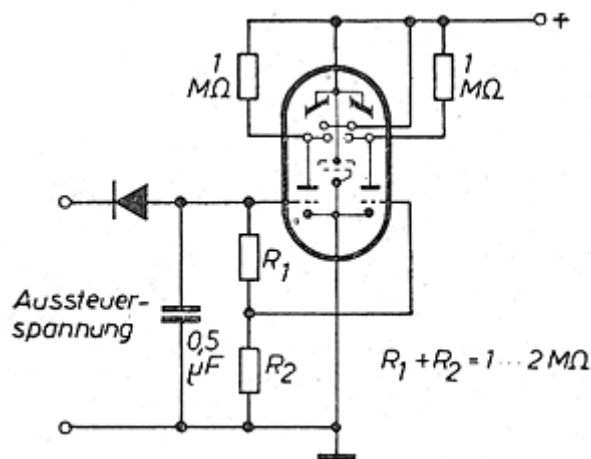 +
1
MΩ
1
MΩ
R1
Aussteuer-
spannung
0,5
µF
R2
R1 + R2 = 1 ··· 2 MΩ